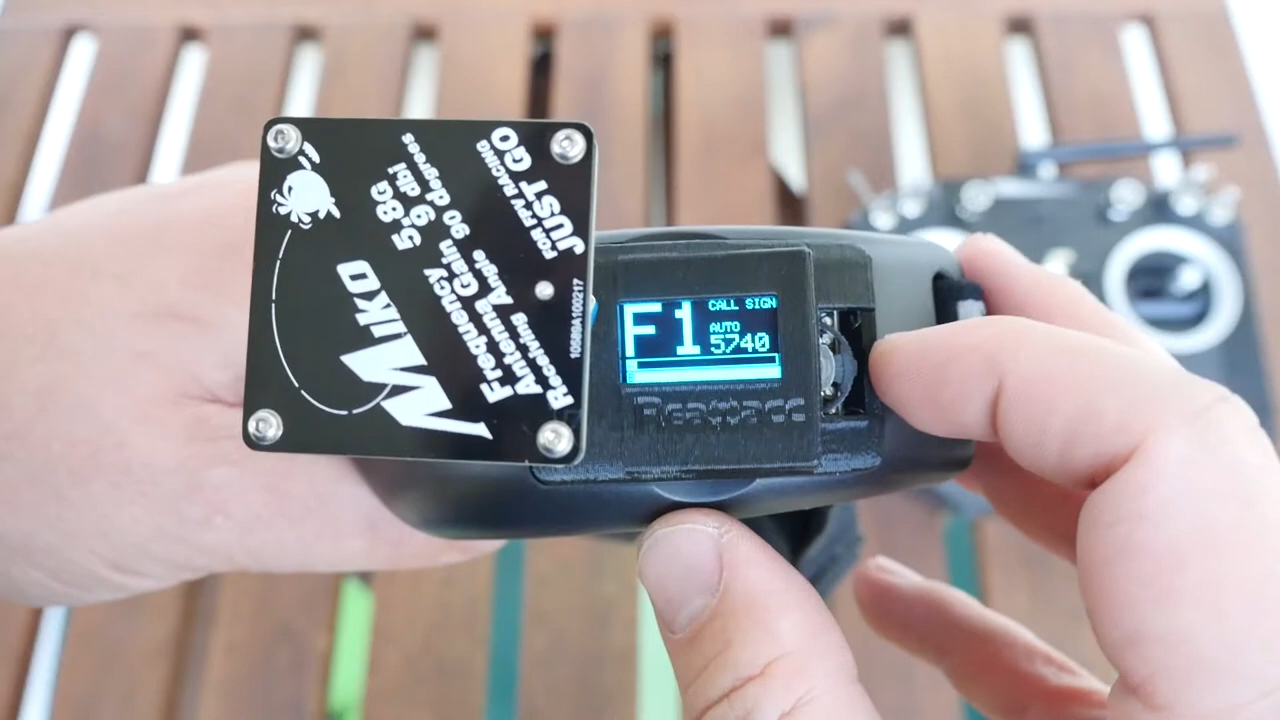 Miko
Frequency 5.8G
Antenna Gain 9 dbi
Receiving Angle 90 degrees
FOR FPV RACING
JUST GO
10589A100217
F1
CALL SIGN
AUTO
5740